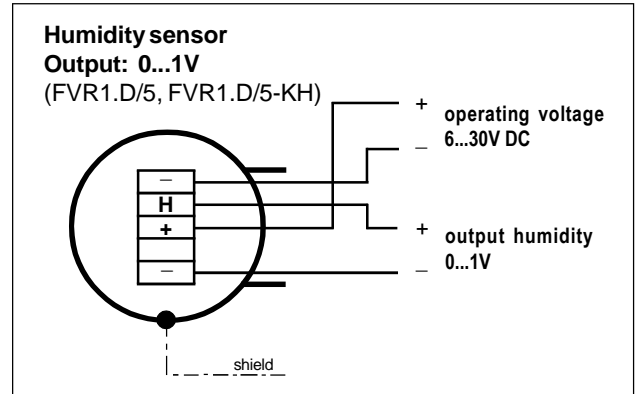 Humidity sensor
Output: 0...1V
(FVR1.D/5, FVR1.D/5-KH)
+
operating voltage
6...30V DC
–
–
H
+
–
+
output humidity
0...1V
–
shield